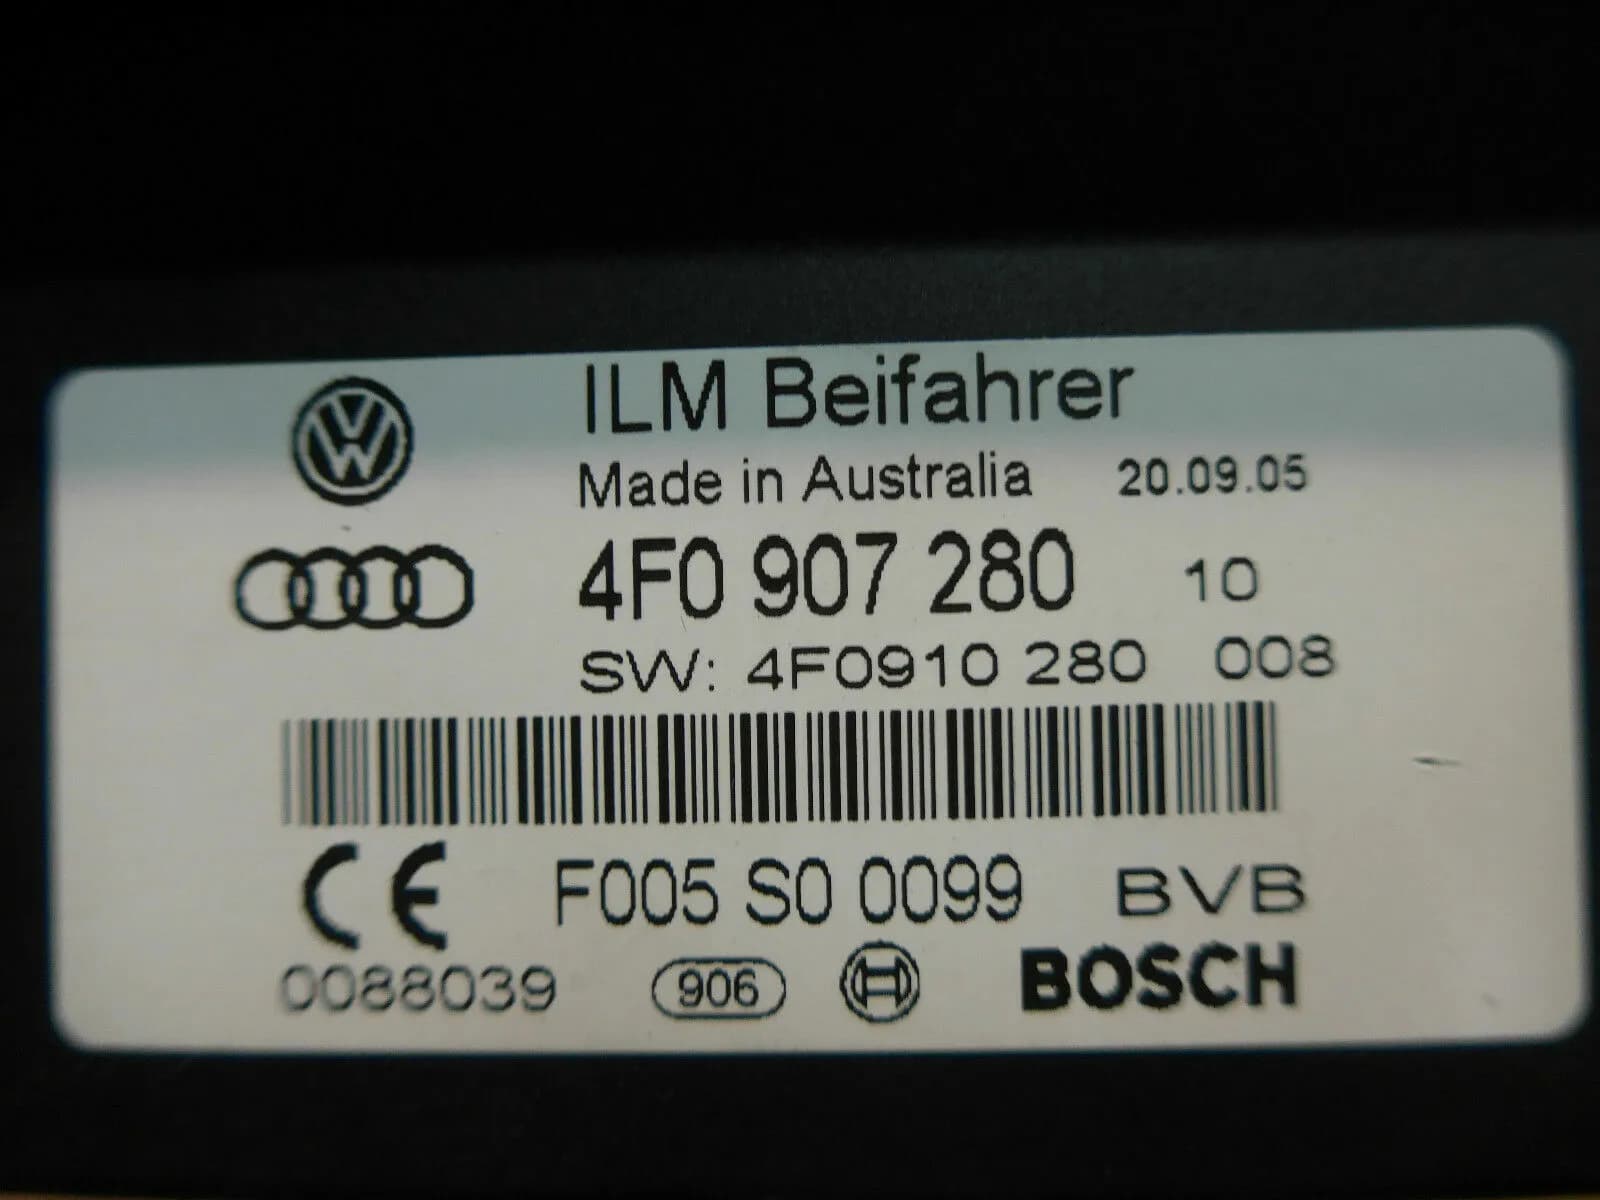 ILM Beifahrer
Made in Australia 20.09.05
4F0 907 280 10
SW: 4F0910 280 008
CE F005 S0 0099 BVB
0088039 906 BOSCH